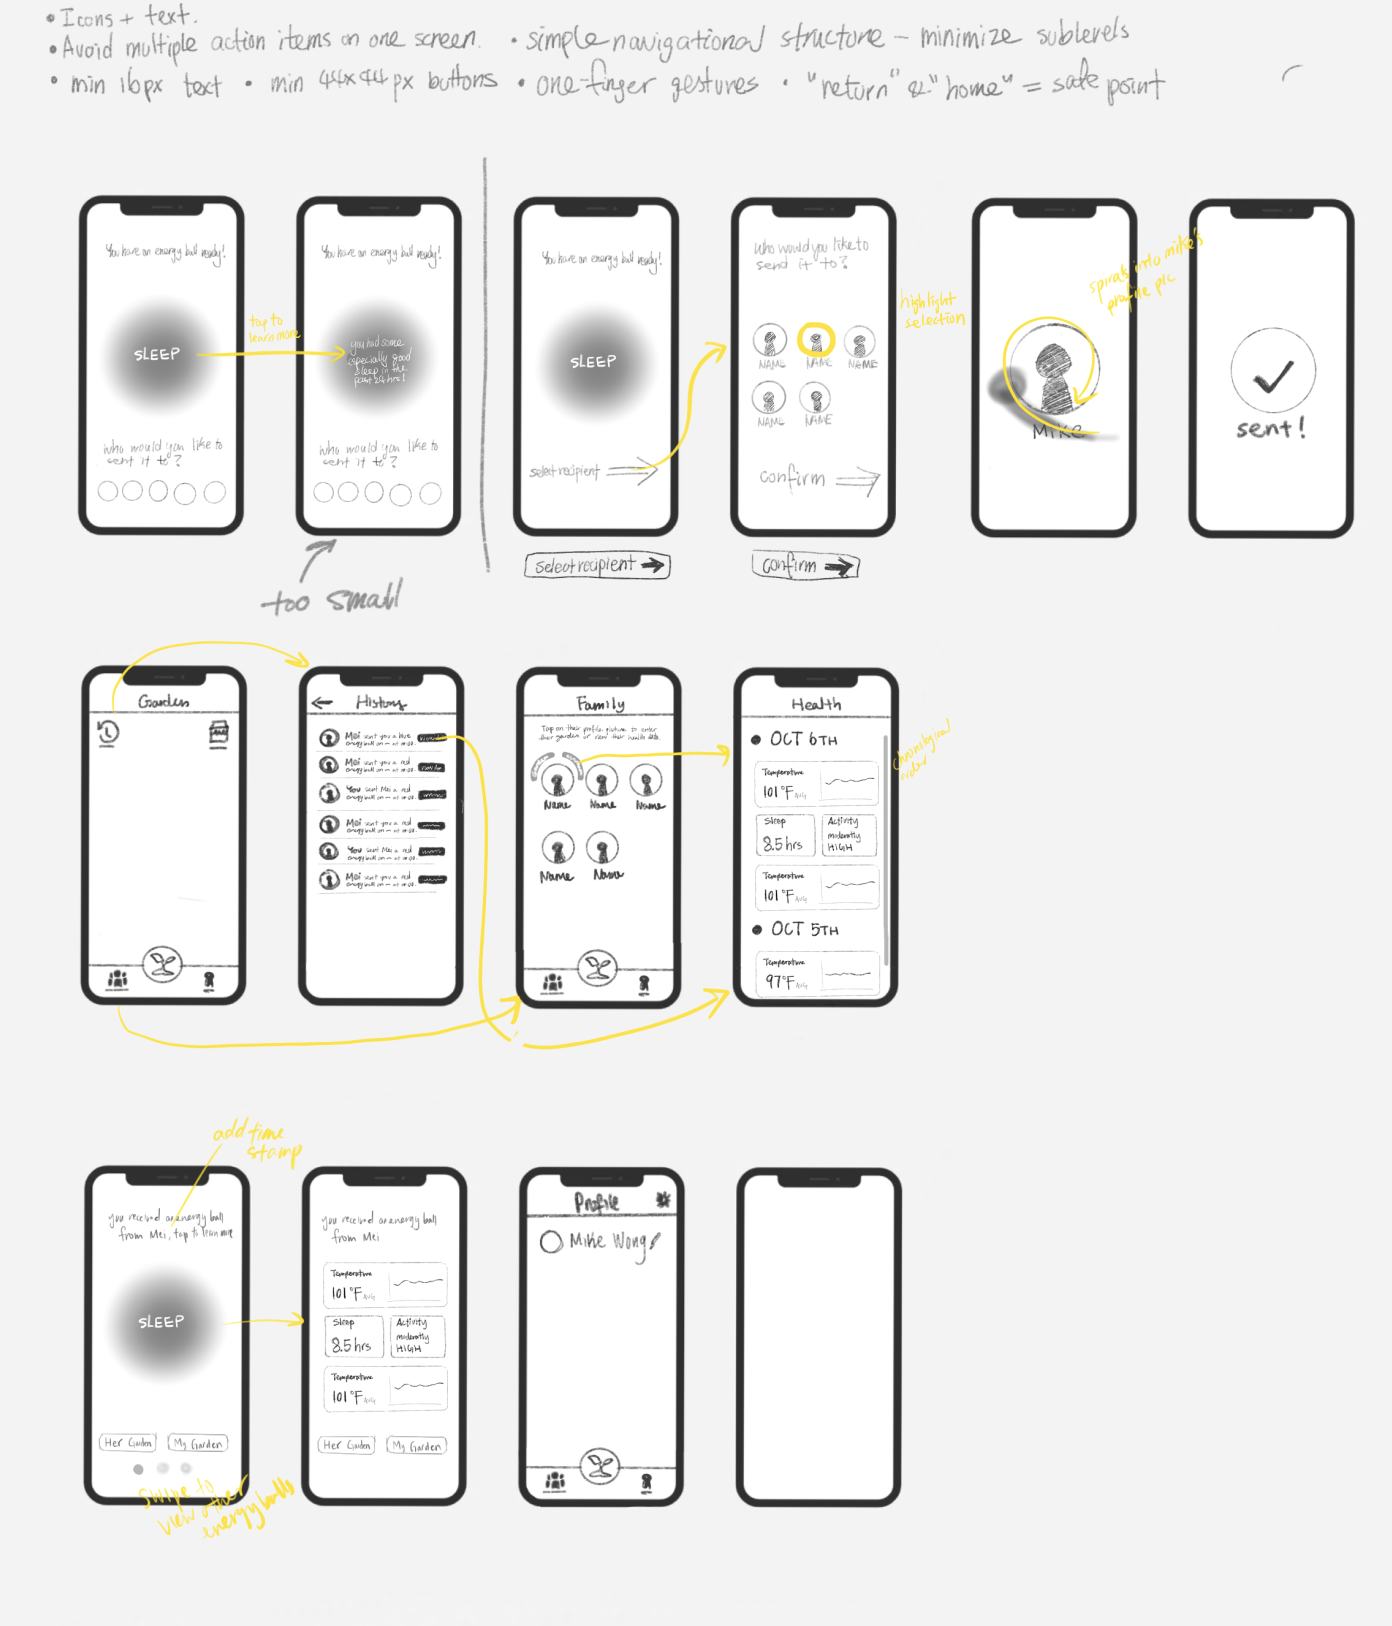 • Icons + text.
• Avoid multiple action items on one screen. • simple navigational structure – minimize sublevels
• min 16px text • min 44x44 px buttons • one-finger gestures • "return" & "home" = safe point
You have an energy ball ready!
SLEEP
who would you like to
sent it to?
tap to
learn more
You have an energy ball ready!
you had some
especially good
sleep in the
past 24hrs!
who would you like to
sent it to?
too small
You have an energy ball ready!
SLEEP
select recipient
select recipient
who would you like to
send it to?
NAME NAME NAME
NAME NAME
confirm
confirm
highlight
selection
MIKE
spirals into mike's
profile pic
sent!
Garden
History
Mei sent you a blue
energy ball on
Mei sent you a red
energy ball on
You sent Mei a red
energy ball on
Mei sent you a red
energy ball on
You sent Mei a red
energy ball on
Mei sent you a red
energy ball on
Family
Tap on their profile picture to enter
their garden or view their health data.
Name Name Name
Name Name
Health
• OCT 6TH
Temperature
101°F AVG
Sleep
8.5 hrs
Activity
moderatly
HIGH
Temperature
101°F AVG
• OCT 5TH
Temperature
97°F AVG
chronological
order
add time
stamp
you received an energy ball
from Mei, tap to learn more
SLEEP
Her Garden My Garden
swipe to
view other
energy balls
you received an energy ball
from Mei
Temperature
101°F AVG
Sleep
8.5 hrs
Activity
moderatly
HIGH
Temperature
101°F AVG
Her Garden My Garden
Profile
Mike Wong